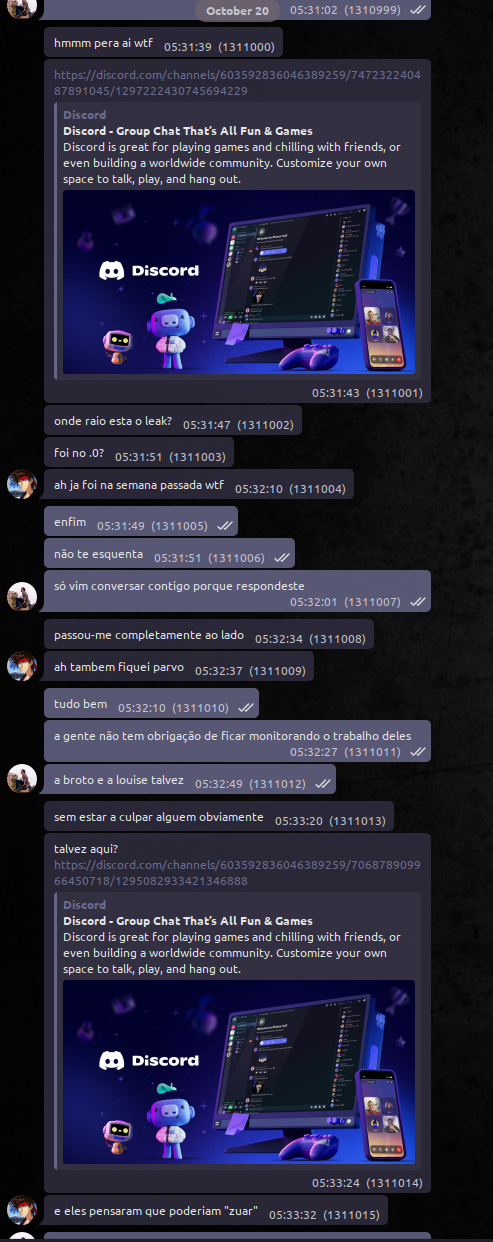 05:31:02 (1310999)
October 20
hmmm pera ai wtf 05:31:39 (1311000)
https://discord.com/channels/603592836046389259/7472322404
87891045/1297222430745694229
Discord
Discord - Group Chat That's All Fun & Games
Discord is great for playing games and chilling with friends, or
even building a worldwide community. Customize your own
space to talk, play, and hang out.
Discord
05:31:43 (1311001)
onde raio esta o leak? 05:31:47 (1311002)
foi no .0? 05:31:51 (1311003)
ah ja foi na semana passada wtf 05:32:10 (1311004)
enfim 05:31:49 (1311005)
não te esquenta 05:31:51 (1311006)
só vim conversar contigo porque respondeste
05:32:01 (1311007)
passou-me completamente ao lado 05:32:34 (1311008)
ah tambem fiquei parvo 05:32:37 (1311009)
tudo bem 05:32:10 (1311010)
a gente não tem obrigação de ficar monitorando o trabalho deles
05:32:27 (1311011)
a broto e a louise talvez 05:32:49 (1311012)
sem estar a culpar alguem obviamente 05:33:20 (1311013)
talvez aqui?
https://discord.com/channels/603592836046389259/7068789099
66450718/1295082933421346888
Discord
Discord - Group Chat That's All Fun & Games
Discord is great for playing games and chilling with friends, or
even building a worldwide community. Customize your own
space to talk, play, and hang out.
Discord
05:33:24 (1311014)
e eles pensaram que poderiam "zuar" 05:33:32 (1311015)